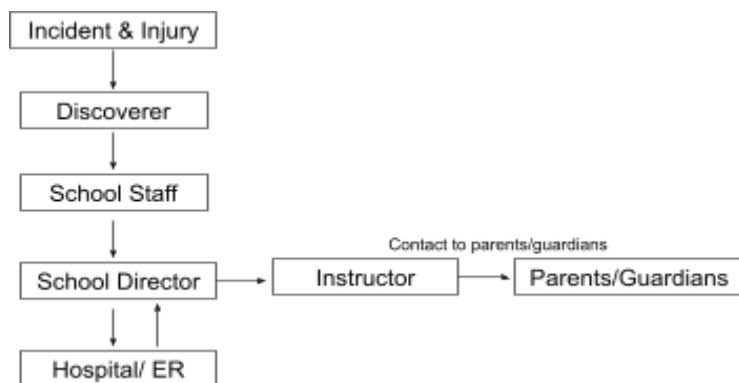 Incident & Injury
Discoverer
School Staff
Contact to parents/guardians
School Director
Instructor
Parents/Guardians
Hospital/ ER